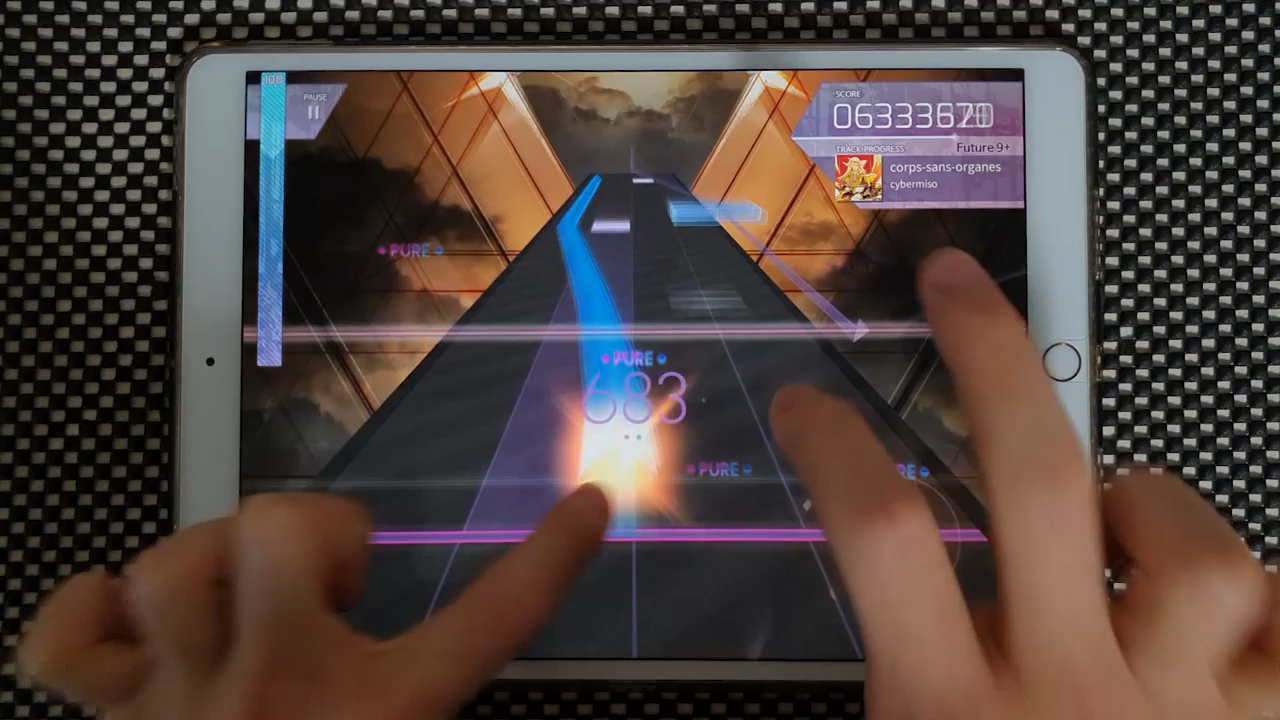 100
PAUSE
SCORE
TRACK PROGRESS
Future 9+
corps-sans-organes
cybermiso
PURE
PURE
683
PURE